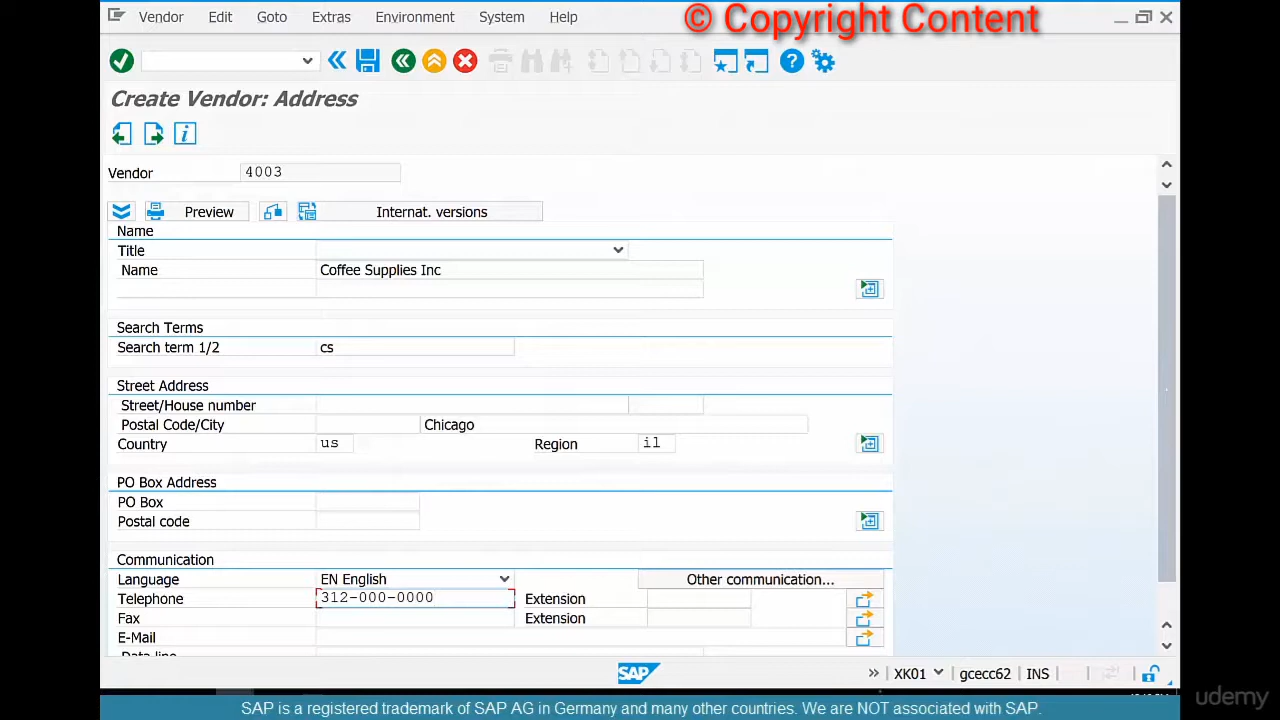 Vendor Edit Goto Extras Environment System Help
© Copyright Content
Create Vendor: Address
Vendor 4003
Preview Internat. versions
Name
Title
Name Coffee Supplies Inc
Search Terms
Search term 1/2 cs
Street Address
Street/House number
Postal Code/City Chicago
Country us Region il
PO Box Address
PO Box
Postal code
Communication
Language EN English Other communication...
Telephone 312-000-0000 Extension
Fax Extension
E-Mail
Data line
SAP XK01 gcecc62 INS
udemy
SAP is a registered trademark of SAP AG in Germany and many other countries. We are NOT associated with SAP.